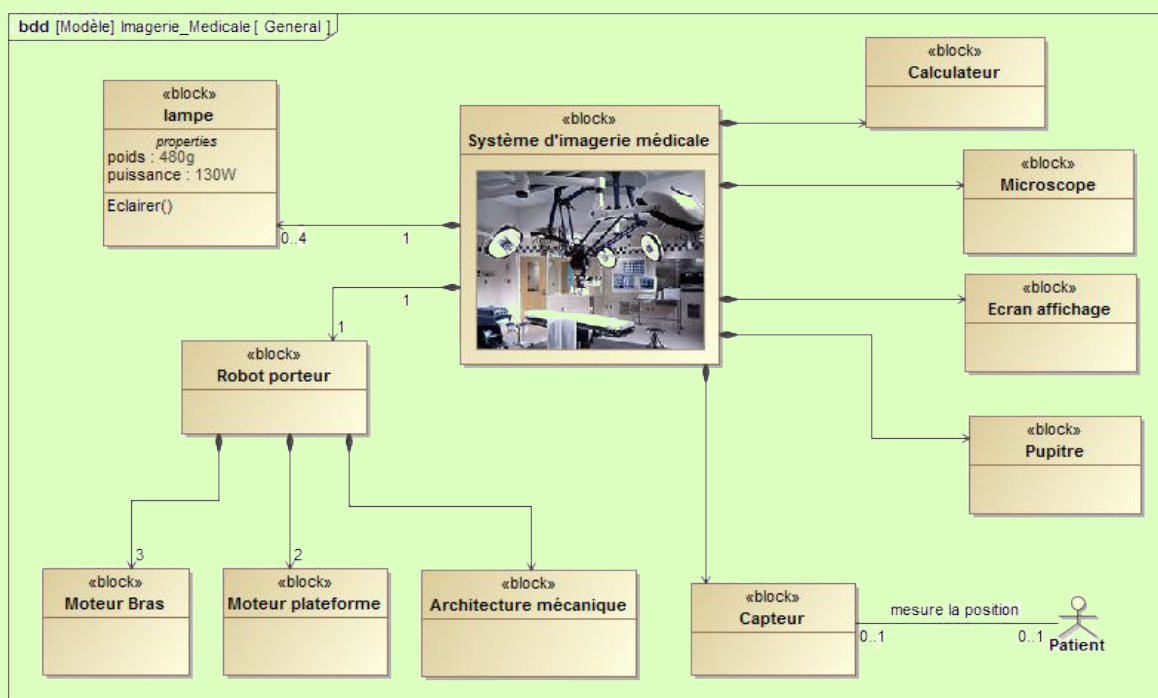 bdd [Modèle] Imagerie_Medicale [ General ]
«block»
lampe
properties
poids : 480g
puissance : 130W
Eclairer()
«block»
Système d'imagerie médicale
«block»
Calculateur
«block»
Microscope
0..4
1
1
1
«block»
Ecran affichage
«block»
Robot porteur
«block»
Pupitre
3
2
«block»
Moteur Bras
«block»
Moteur plateforme
«block»
Architecture mécanique
«block»
Capteur
mesure la position
0..1
0..1
Patient